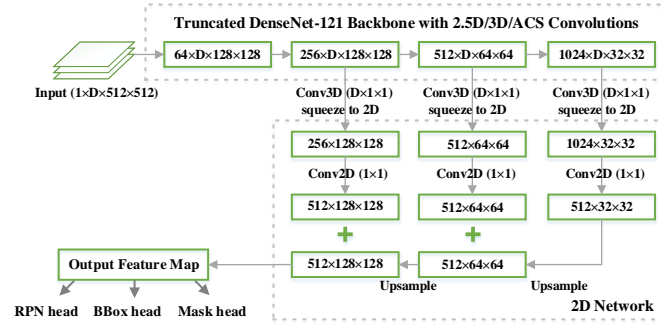 Truncated DenseNet-121 Backbone with 2.5D/3D/ACS Convolutions
64×D×128×128
256×D×128×128
512×D×64×64
1024×D×32×32
Input (1×D×512×512)
Conv3D (D×1×1)
squeeze to 2D
Conv3D (D×1×1)
squeeze to 2D
Conv3D (D×1×1)
squeeze to 2D
256×128×128
512×64×64
1024×32×32
Conv2D (1×1)
Conv2D (1×1)
Conv2D (1×1)
512×128×128
512×64×64
512×32×32
+
+
Output Feature Map
512×128×128
512×64×64
Upsample
Upsample
RPN head
BBox head
Mask head
2D Network